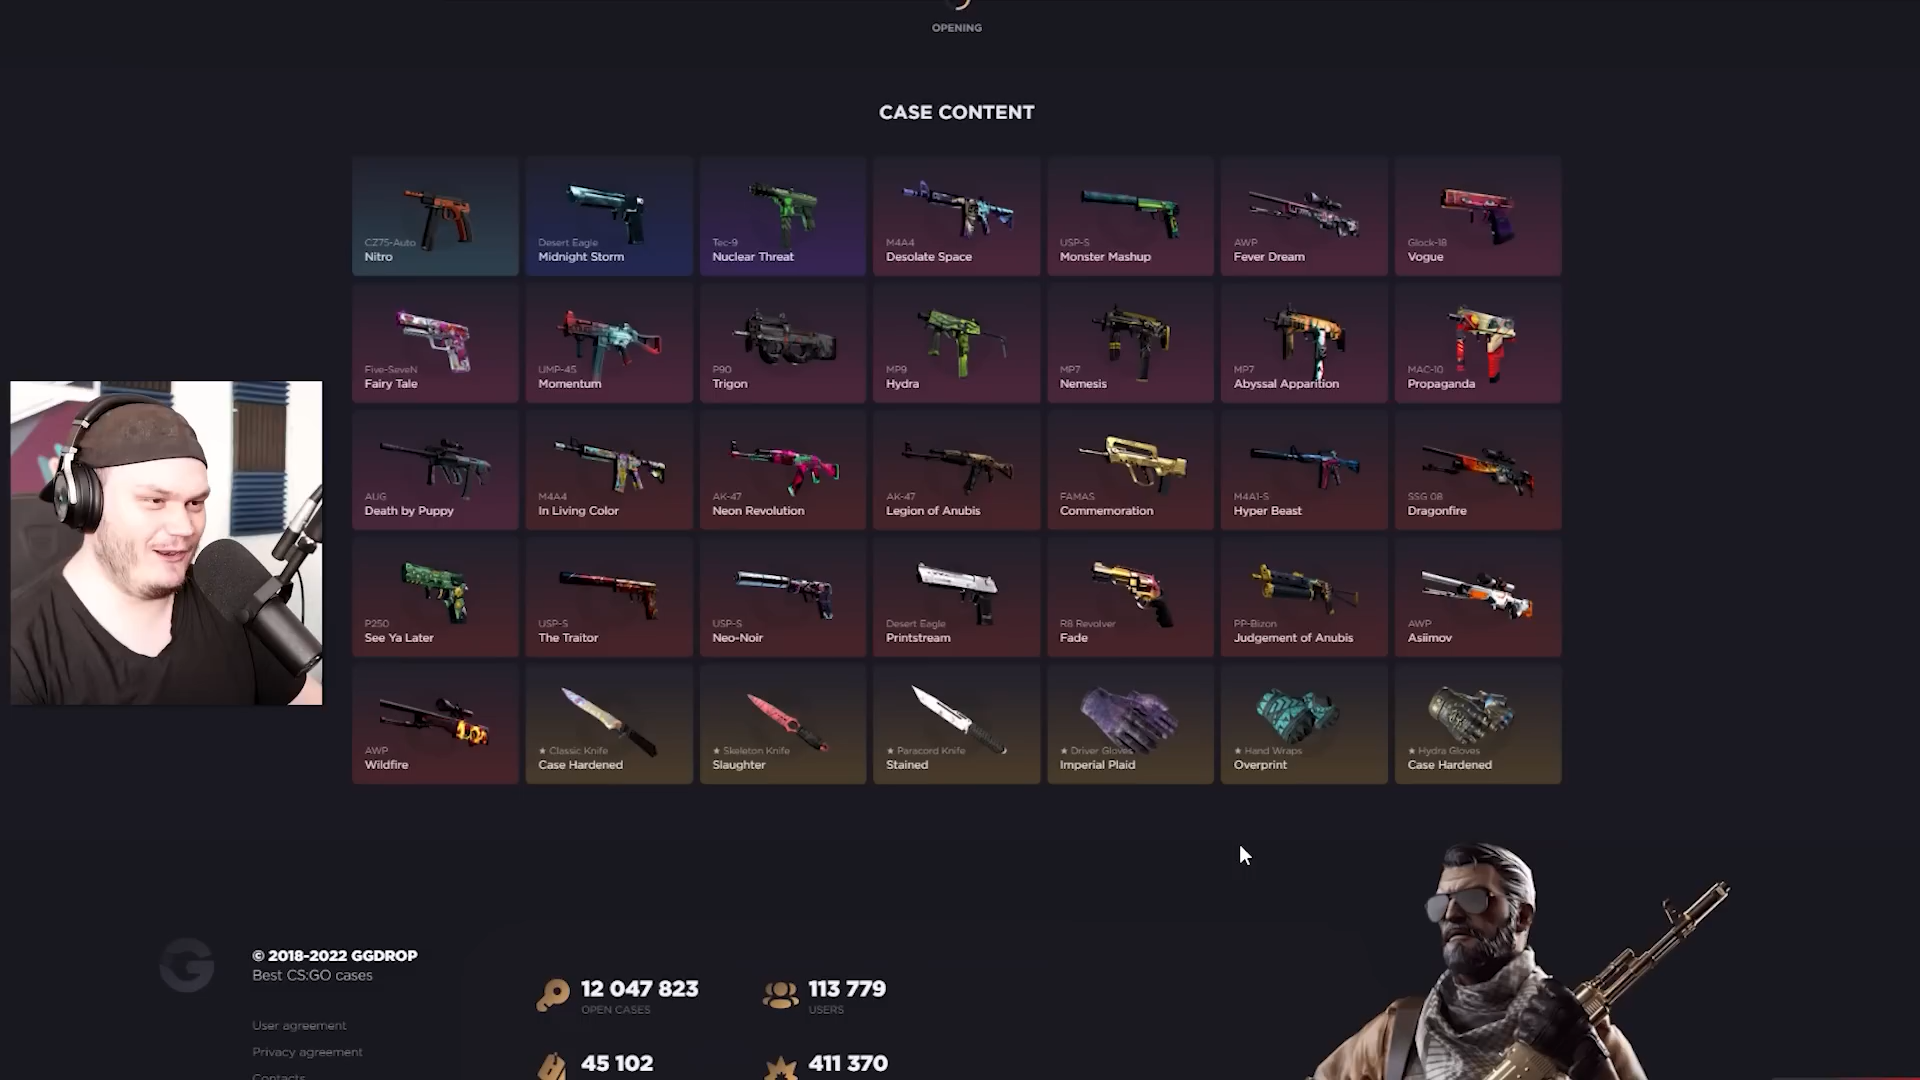 OPENING
CASE CONTENT
CZ75-Auto
Nitro
Desert Eagle
Midnight Storm
Tec-9
Nuclear Threat
M4A4
Desolate Space
USP-S
Monster Mashup
AWP
Fever Dream
Glock-18
Vogue
Five-SeveN
Fairy Tale
UMP-45
Momentum
P90
Trigon
MP9
Hydra
MP7
Nemesis
MP7
Abyssal Apparition
MAC-10
Propaganda
AUG
Death by Puppy
M4A4
In Living Color
AK-47
Neon Revolution
AK-47
Legion of Anubis
FAMAS
Commemoration
M4A1-S
Hyper Beast
SSG 08
Dragonfire
P250
See Ya Later
USP-S
The Traitor
USP-S
Neo-Noir
Desert Eagle
Printstream
R8 Revolver
Fade
PP-Bizon
Judgement of Anubis
AWP
Asiimov
AWP
Wildfire
★ Classic Knife
Case Hardened
★ Skeleton Knife
Slaughter
★ Paracord Knife
Stained
★ Driver Gloves
Imperial Plaid
★ Hand Wraps
Overprint
★ Hydra Gloves
Case Hardened
© 2018-2022 GGDROP
Best CS:GO cases
User agreement
Privacy agreement
Contacts
12 047 823
OPEN CASES
113 779
USERS
45 102
411 370